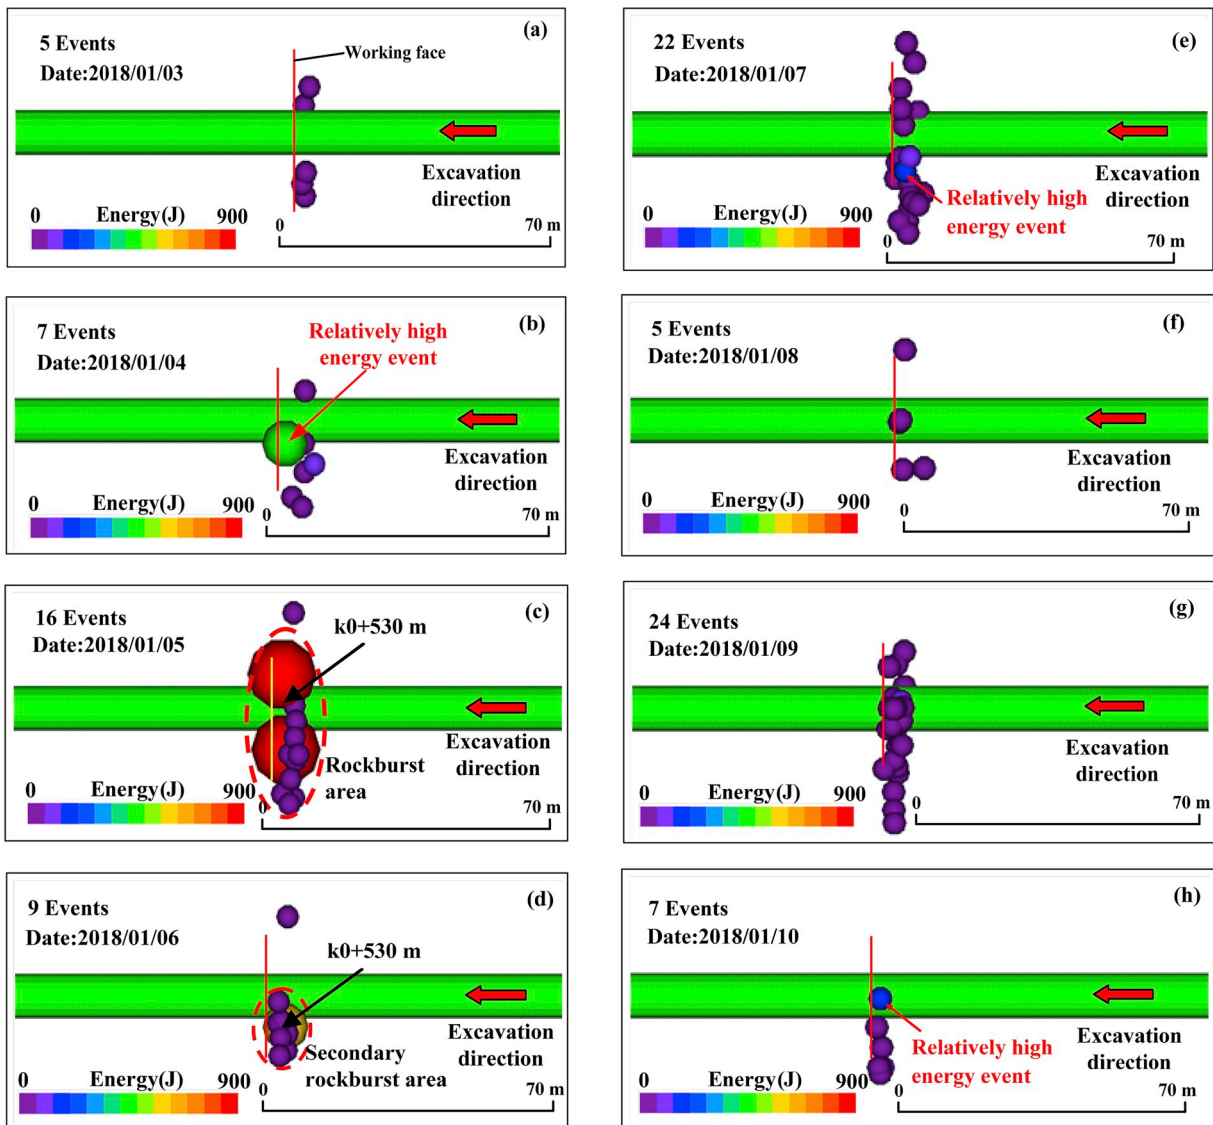 (a)
5 Events
Date:2018/01/03
Working face
Excavation
direction
0 Energy(J) 900
0 70 m
(b)
7 Events
Date:2018/01/04
Relatively high
energy event
Excavation
direction
0 Energy(J) 900
0 70 m
(c)
16 Events
Date:2018/01/05
k0+530 m
Excavation
direction
Rockburst
area
0 Energy(J) 900
0 70 m
(d)
9 Events
Date:2018/01/06
k0+530 m
Excavation
direction
Secondary
rockburst area
0 Energy(J) 900
0 70 m
(e)
22 Events
Date:2018/01/07
Excavation
direction
Relatively high
energy event
0 Energy(J) 900
0 70 m
(f)
5 Events
Date:2018/01/08
Excavation
direction
0 Energy(J) 900
0 70 m
(g)
24 Events
Date:2018/01/09
Excavation
direction
0 Energy(J) 900
0 70 m
(h)
7 Events
Date:2018/01/10
Excavation
direction
Relatively high
energy event
0 Energy(J) 900
0 70 m